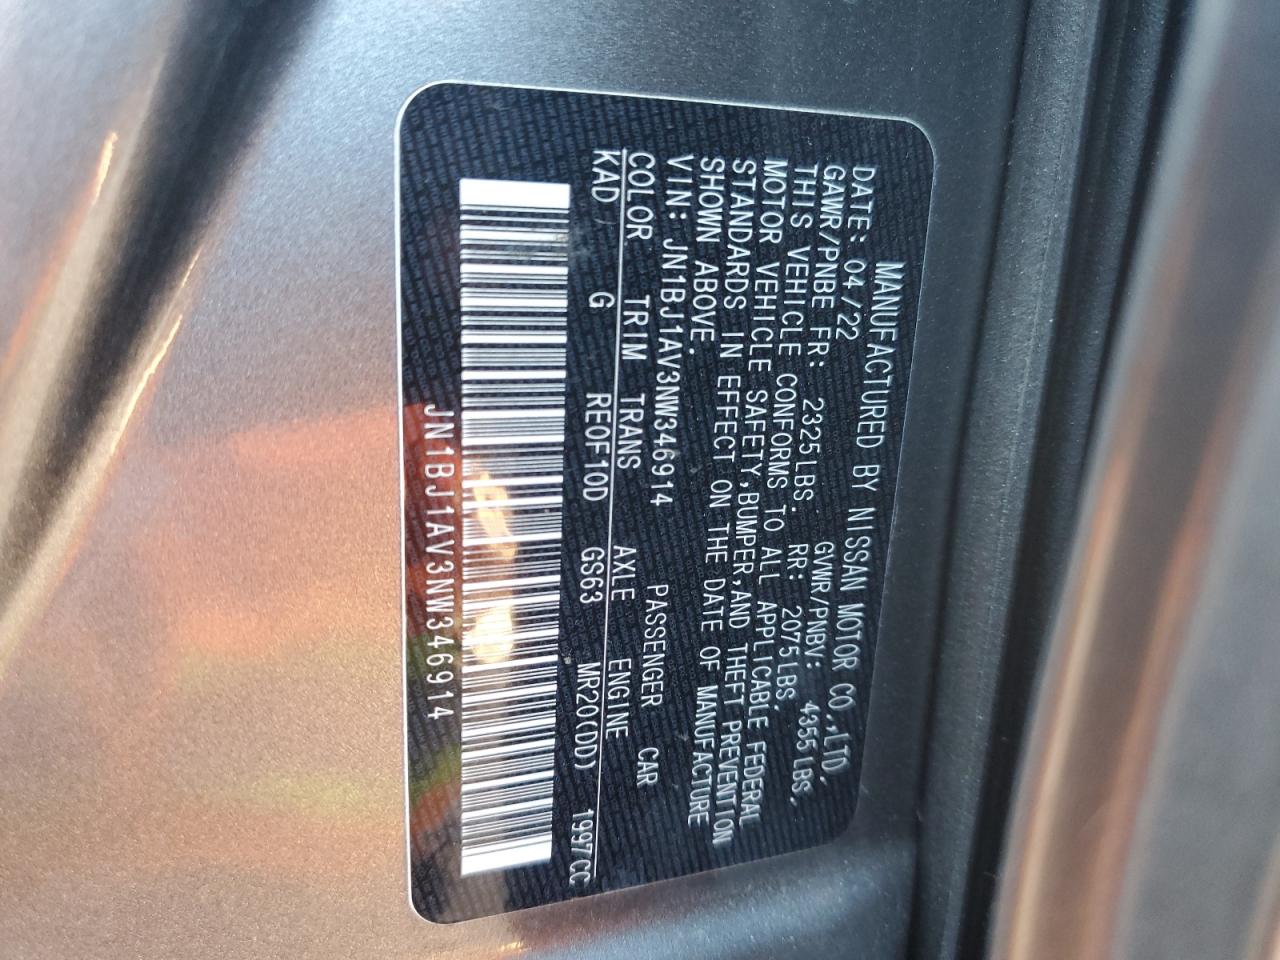 MANUFACTURED BY NISSAN MOTOR CO.,LTD.
DATE: 04/22 GVWR/PNBV: 4355LBS.
GAWR/PNBE FR: 2325LBS. RR: 2075LBS.
THIS VEHICLE CONFORMS TO ALL APPLICABLE FEDERAL
MOTOR VEHICLE SAFETY,BUMPER,AND THEFT PREVENTION
STANDARDS IN EFFECT ON THE DATE OF MANUFACTURE
SHOWN ABOVE.
VIN: JN1BJ1AV3NW346914 PASSENGER CAR
COLOR TRIM TRANS AXLE ENGINE
KAD G RE0F10D GS63 MR20(DD) 1997CC
JN1BJ1AV3NW346914